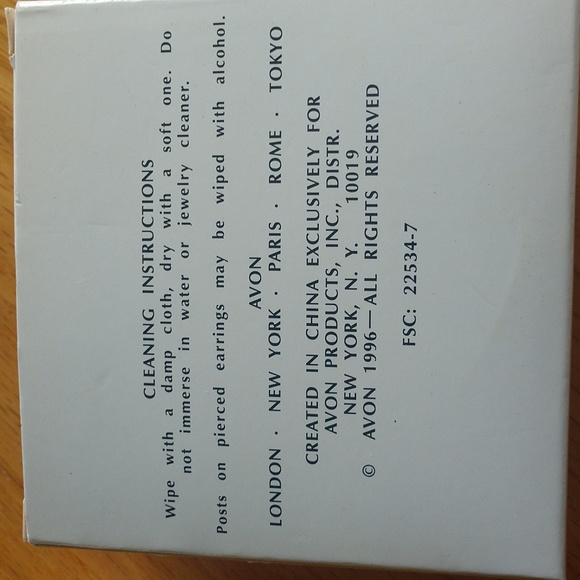 CLEANING INSTRUCTIONS
Wipe with a damp cloth, dry with a soft one. Do
not immerse in water or jewelry cleaner.
Posts on pierced earrings may be wiped with alcohol.
AVON
LONDON · NEW YORK · PARIS · ROME · TOKYO
CREATED IN CHINA EXCLUSIVELY FOR
AVON PRODUCTS, INC., DISTR.
NEW YORK, N. Y. 10019
© AVON 1996—ALL RIGHTS RESERVED
FSC: 22534-7